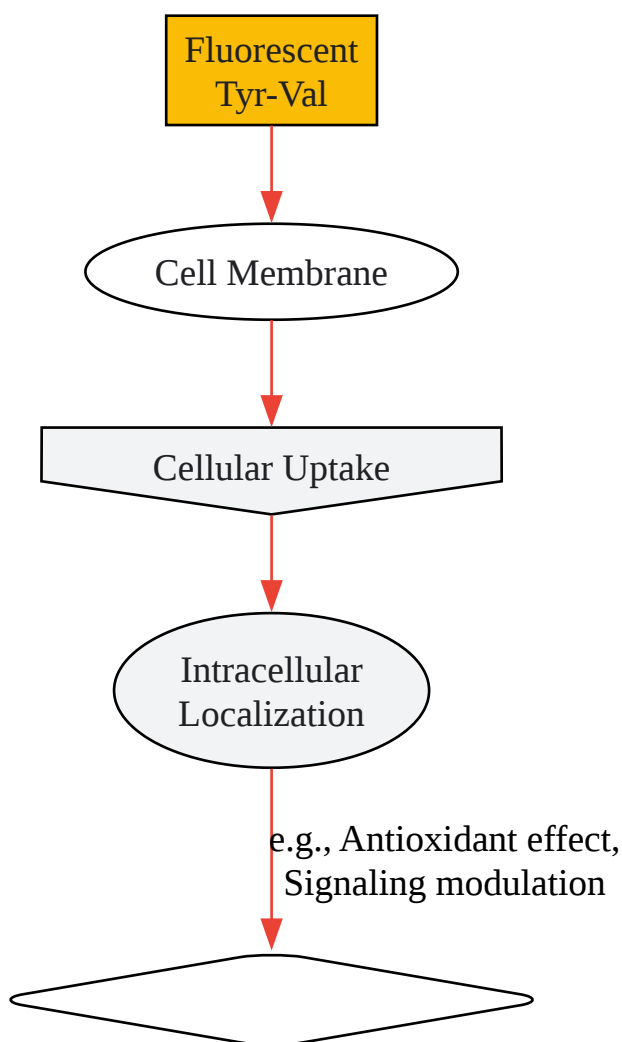 Fluorescent
Tyr-Val
Cell Membrane
Cellular Uptake
Intracellular
Localization
e.g., Antioxidant effect,
Signaling modulation